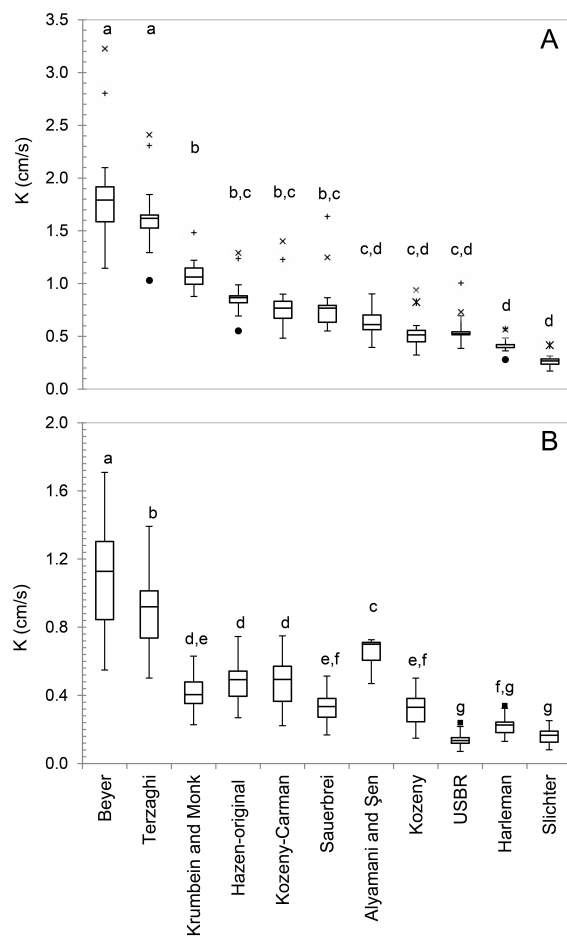 3.5
3.0
2.5
2.0
1.5
1.0
0.5
0.0
K (cm/s)
A
a
a
b
b,c
b,c
b,c
c,d
c,d
c,d
d
d
2.0
1.6
1.2
0.8
0.4
0.0
K (cm/s)
B
a
b
d,e
d
d
e,f
c
e,f
g
f,g
g
Beyer
Terzaghi
Krumbein and Monk
Hazen-original
Kozeny-Carman
Sauerbrei
Alyamani and Şen
Kozeny
USBR
Harleman
Slichter